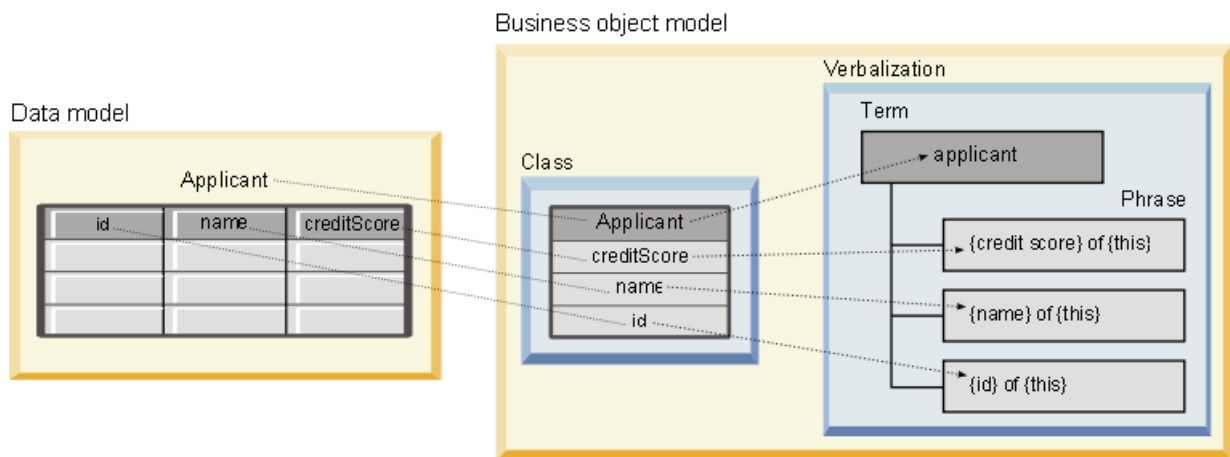 Business object model
Verbalization
Data model
Term
Class
applicant
Applicant
Phrase
id name creditScore
Applicant
{credit score} of {this}
creditScore
name
{name} of {this}
id
{id} of {this}